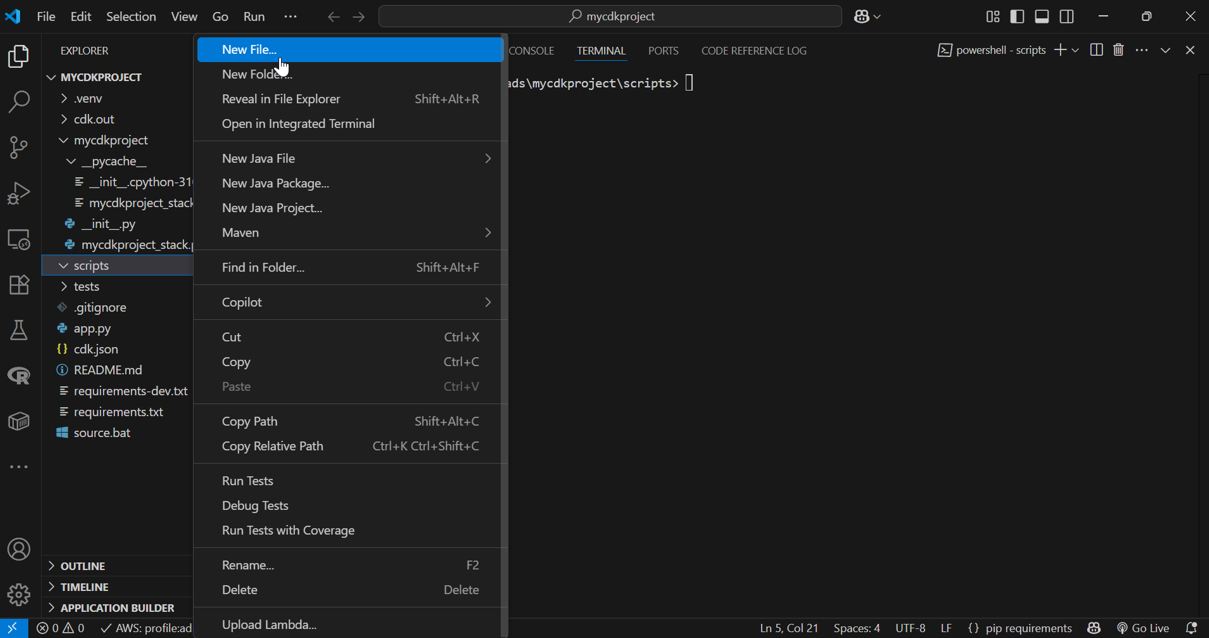 File Edit Selection View Go Run ··· mycdkproject
EXPLORER
MYCDKPROJECT
.venv
cdk.out
mycdkproject
__pycache__
__init__.cpython-31
mycdkproject_stack
__init__.py
mycdkproject_stack.p
scripts
tests
.gitignore
app.py
cdk.json
README.md
requirements-dev.txt
requirements.txt
source.bat
OUTLINE
TIMELINE
APPLICATION BUILDER
New File...
New Folder...
Reveal in File Explorer Shift+Alt+R
Open in Integrated Terminal
New Java File
New Java Package...
New Java Project...
Maven
Find in Folder... Shift+Alt+F
Copilot
Cut Ctrl+X
Copy Ctrl+C
Paste Ctrl+V
Copy Path Shift+Alt+C
Copy Relative Path Ctrl+K Ctrl+Shift+C
Run Tests
Debug Tests
Run Tests with Coverage
Rename... F2
Delete Delete
Upload Lambda...
CONSOLE TERMINAL PORTS CODE REFERENCE LOG powershell - scripts
ads\mycdkproject\scripts>
0 0 AWS: profile:ad Ln 5, Col 21 Spaces: 4 UTF-8 LF {} pip requirements Go Live